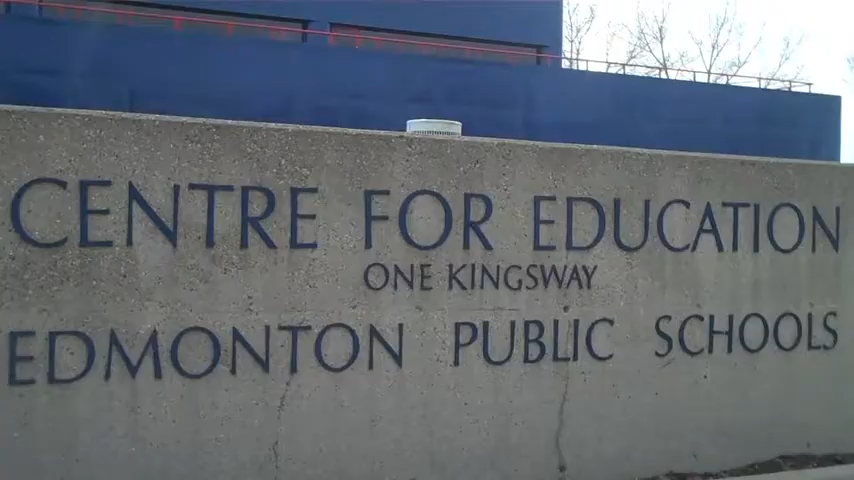 CENTRE FOR EDUCATION
ONE KINGSWAY
EDMONTON PUBLIC SCHOOLS